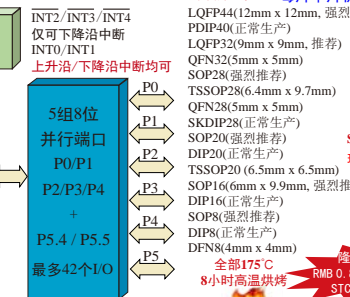 INT2/INT3/INT4
仅可下降沿中断
INT0/INT1
上升沿/下降沿中断均可
5组8位
并行端口
P0/P1
P2/P3/P4
+
P5.4 / P5.5
最多42个I/O
P0
P1
P2
P3
P4
P5
LQFP44(12mm x 12mm, 强烈
PDIP40(正常生产)
LQFP32(9mm x 9mm, 推荐)
QFN32(5mm x 5mm)
SOP28(强烈推荐)
TSSOP28(6.4mm x 9.7mm)
QFN28(5mm x 5mm)
SKDIP28(正常生产)
SOP20(强烈推荐)
DIP20(正常生产)
TSSOP20 (6.5mm x 6.5mm)
SOP16(6mm x 9.9mm, 强烈推
DIP16(正常生产)
SOP8(强烈推荐)
DIP8(正常生产)
DFN8(4mm x 4mm)
全部175℃
8小时高温烘烤
隆
RMB 0.
STC